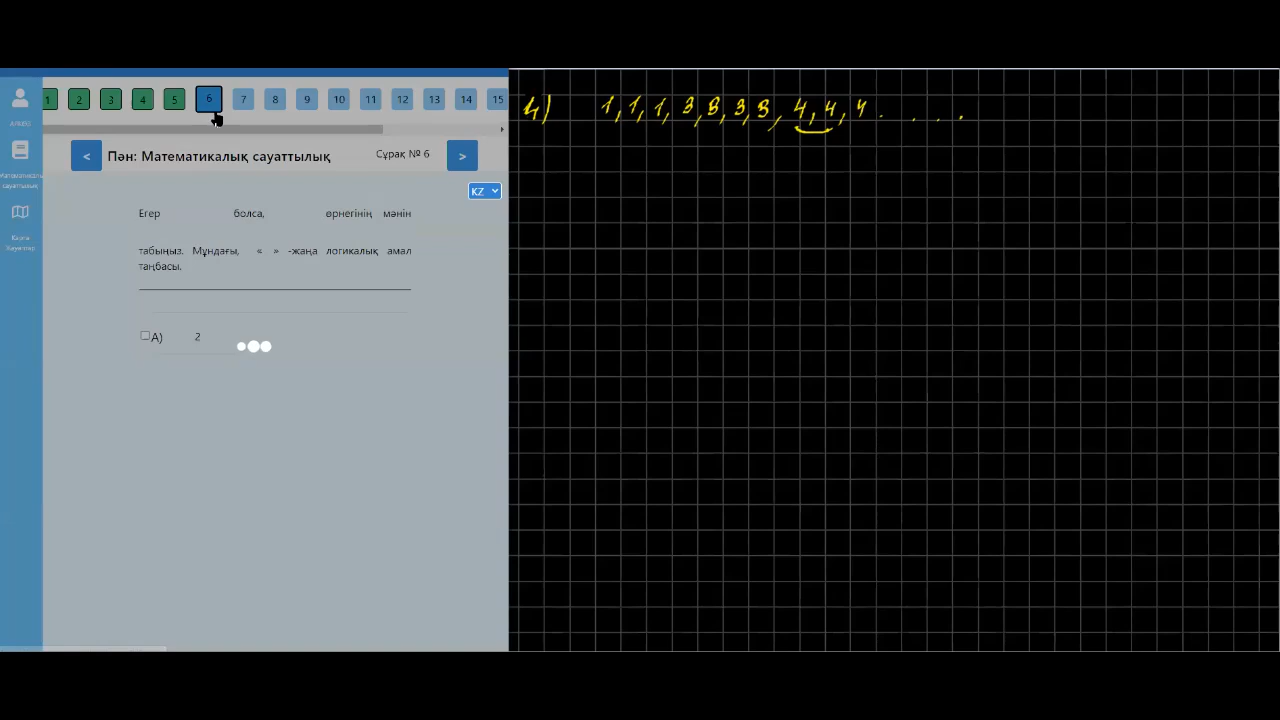 1 2 3 4 5 6 7 8 9 10 11 12 13 14 15
4) 1, 1, 1, 3, 3, 3, 3, 4, 4, 4 . . . .
< Пән: Математикалық сауаттылық Сұрақ № 6 >
KZ
Егер болса, өрнегінің мәнін
табыңыз. Мұндағы, « » -жаңа логикалық амал
таңбасы.
A) 2